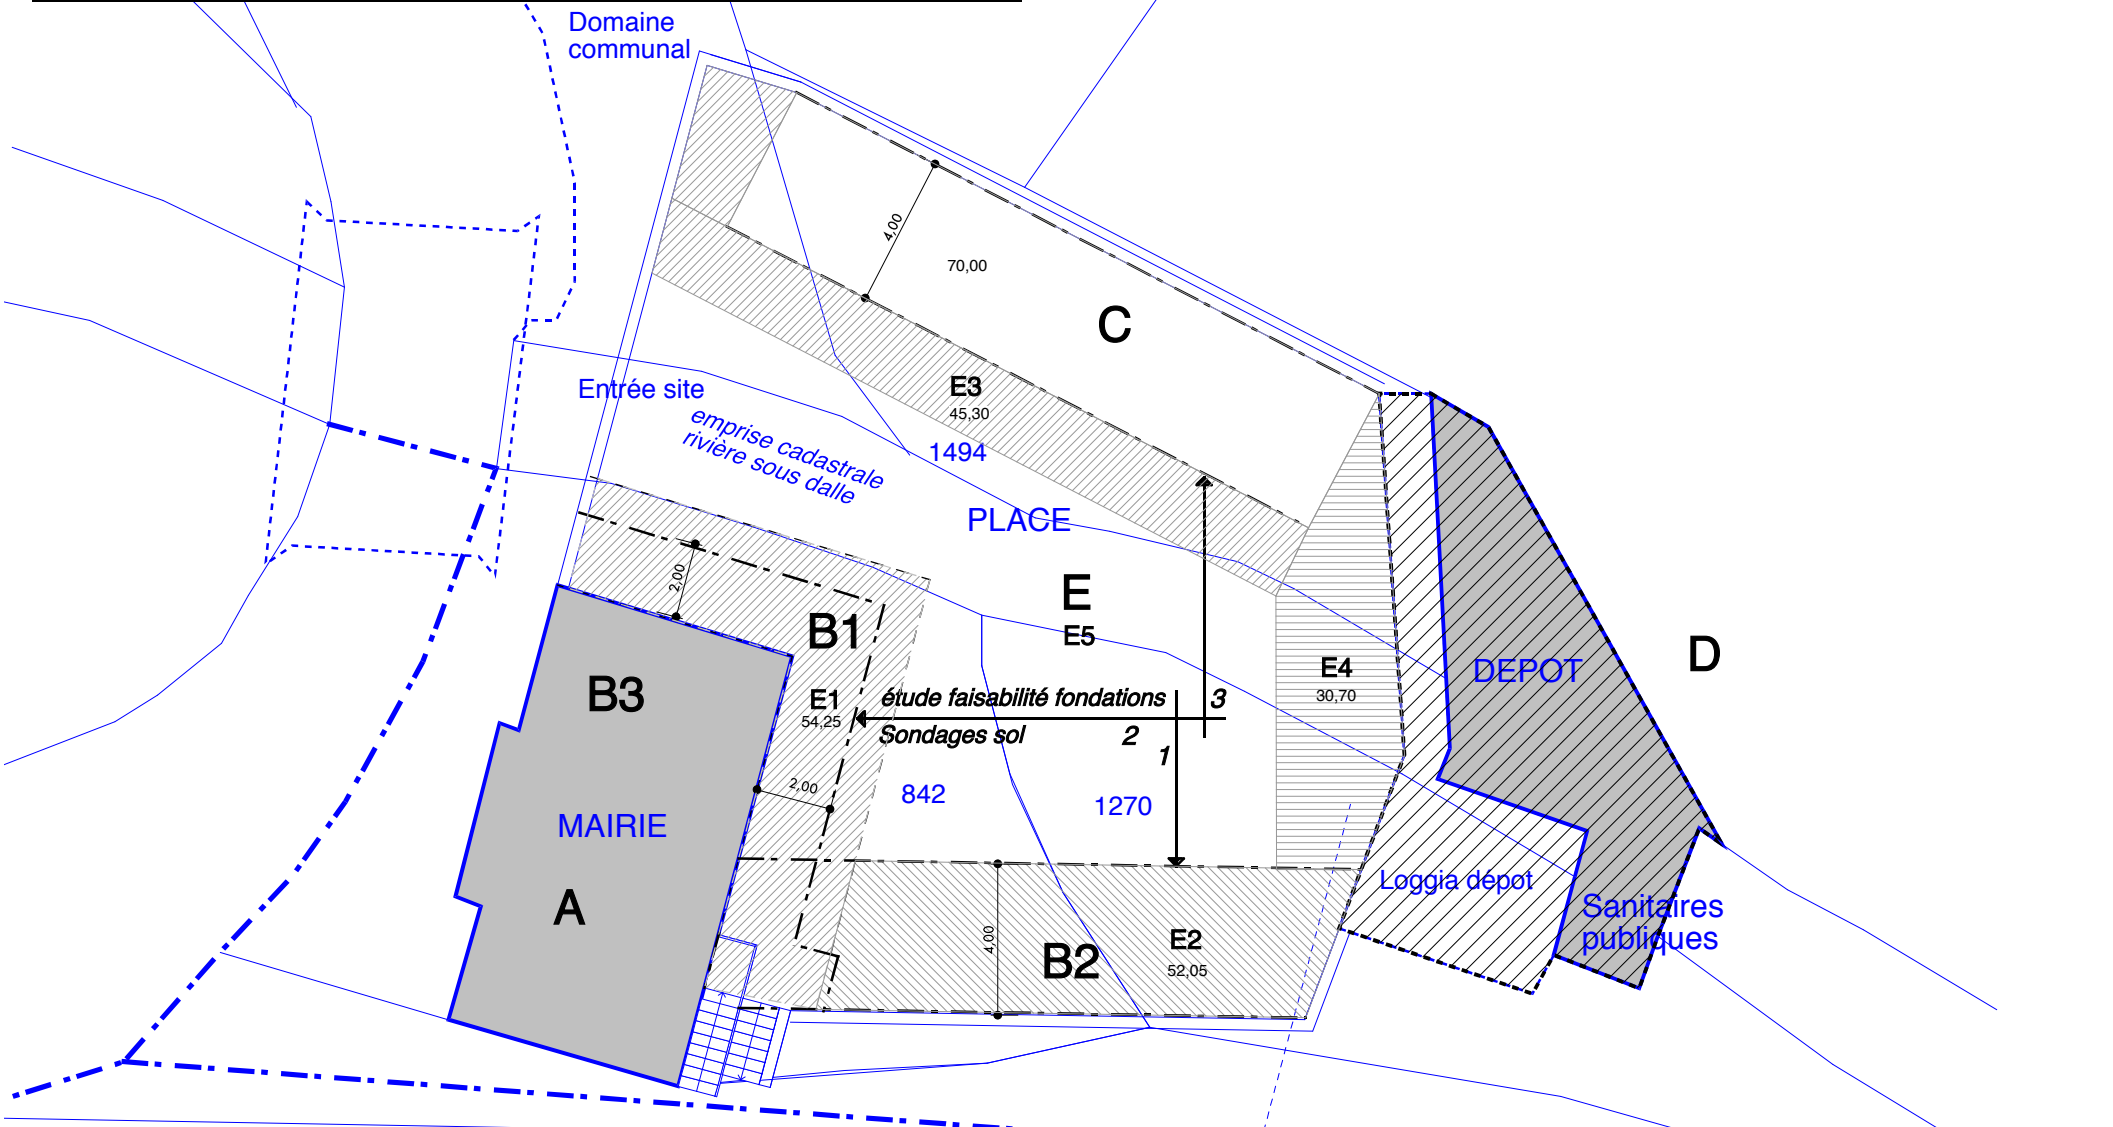 Domaine
communal
4,00
70,00
C
E3
45,30
Entrée site
emprise cadastrale
rivière sous dalle
1494
PLACE
2,00
B1
E
E5
B3
E1
54,25
étude faisabilité fondations
3
Sondages sol
2
1
E4
30,70
DEPOT
D
2,00
842
1270
MAIRIE
A
4,00
B2
E2
52,05
Loggia dépot
Sanitaires
publiques